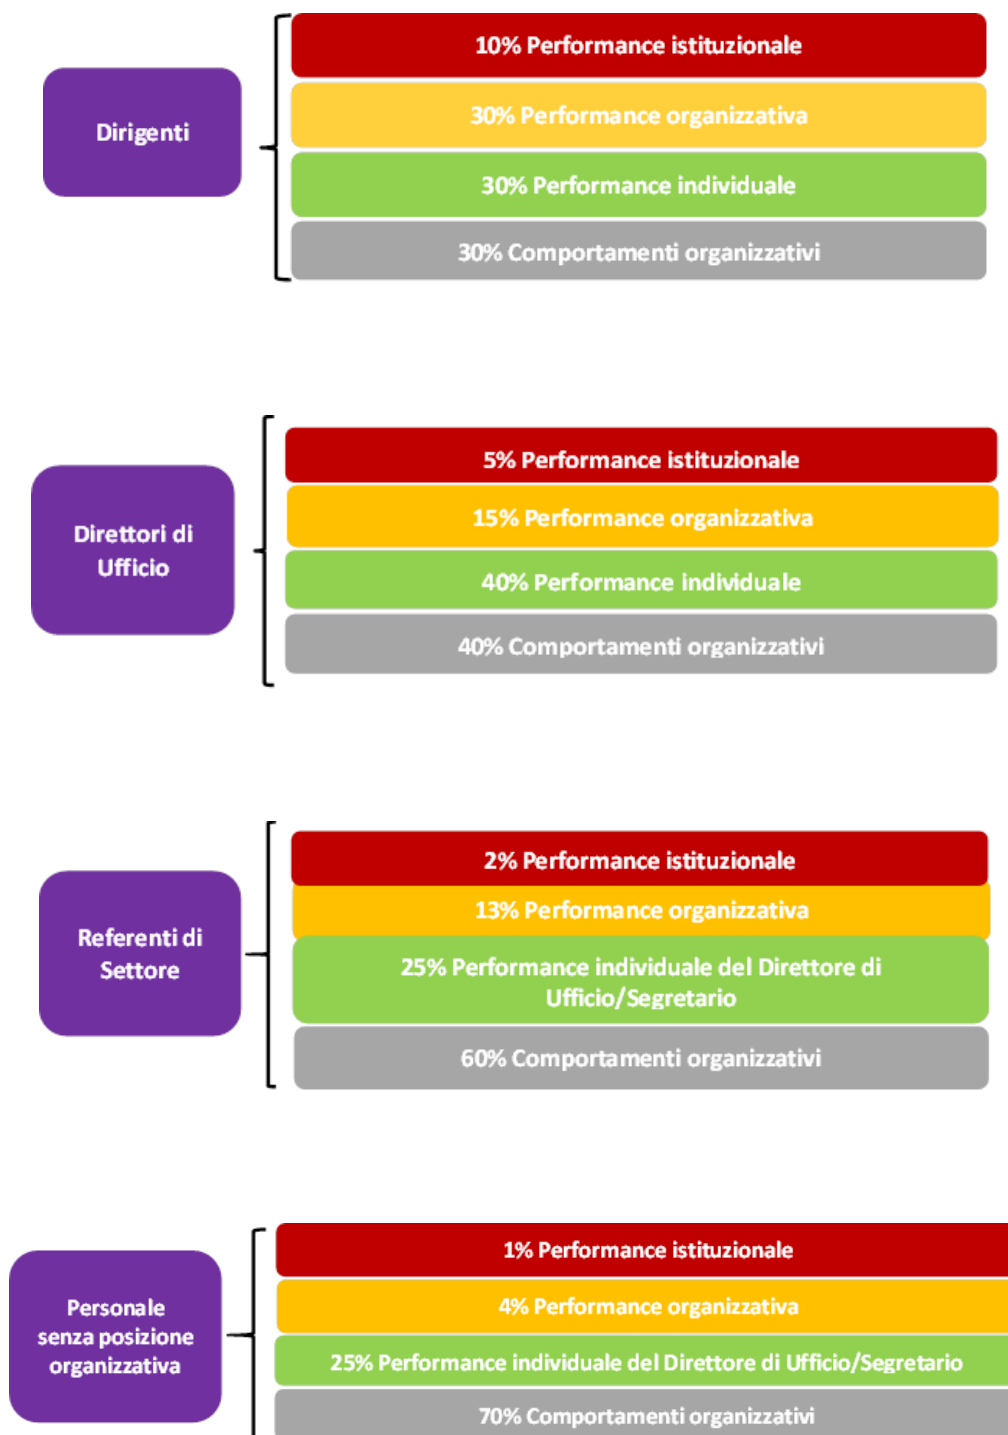 Dirigenti
10% Performance istituzionale
30% Performance organizzativa
30% Performance individuale
30% Comportamenti organizzativi
Direttori di
Ufficio
5% Performance istituzionale
15% Performance organizzativa
40% Performance individuale
40% Comportamenti organizzativi
Referenti di
Settore
2% Performance istituzionale
13% Performance organizzativa
25% Performance individuale del Direttore di
Ufficio/Segretario
60% Comportamenti organizzativi
Personale
senza posizione
organizzativa
1% Performance istituzionale
4% Performance organizzativa
25% Performance individuale del Direttore di Ufficio/Segretario
70% Comportamenti organizzativi